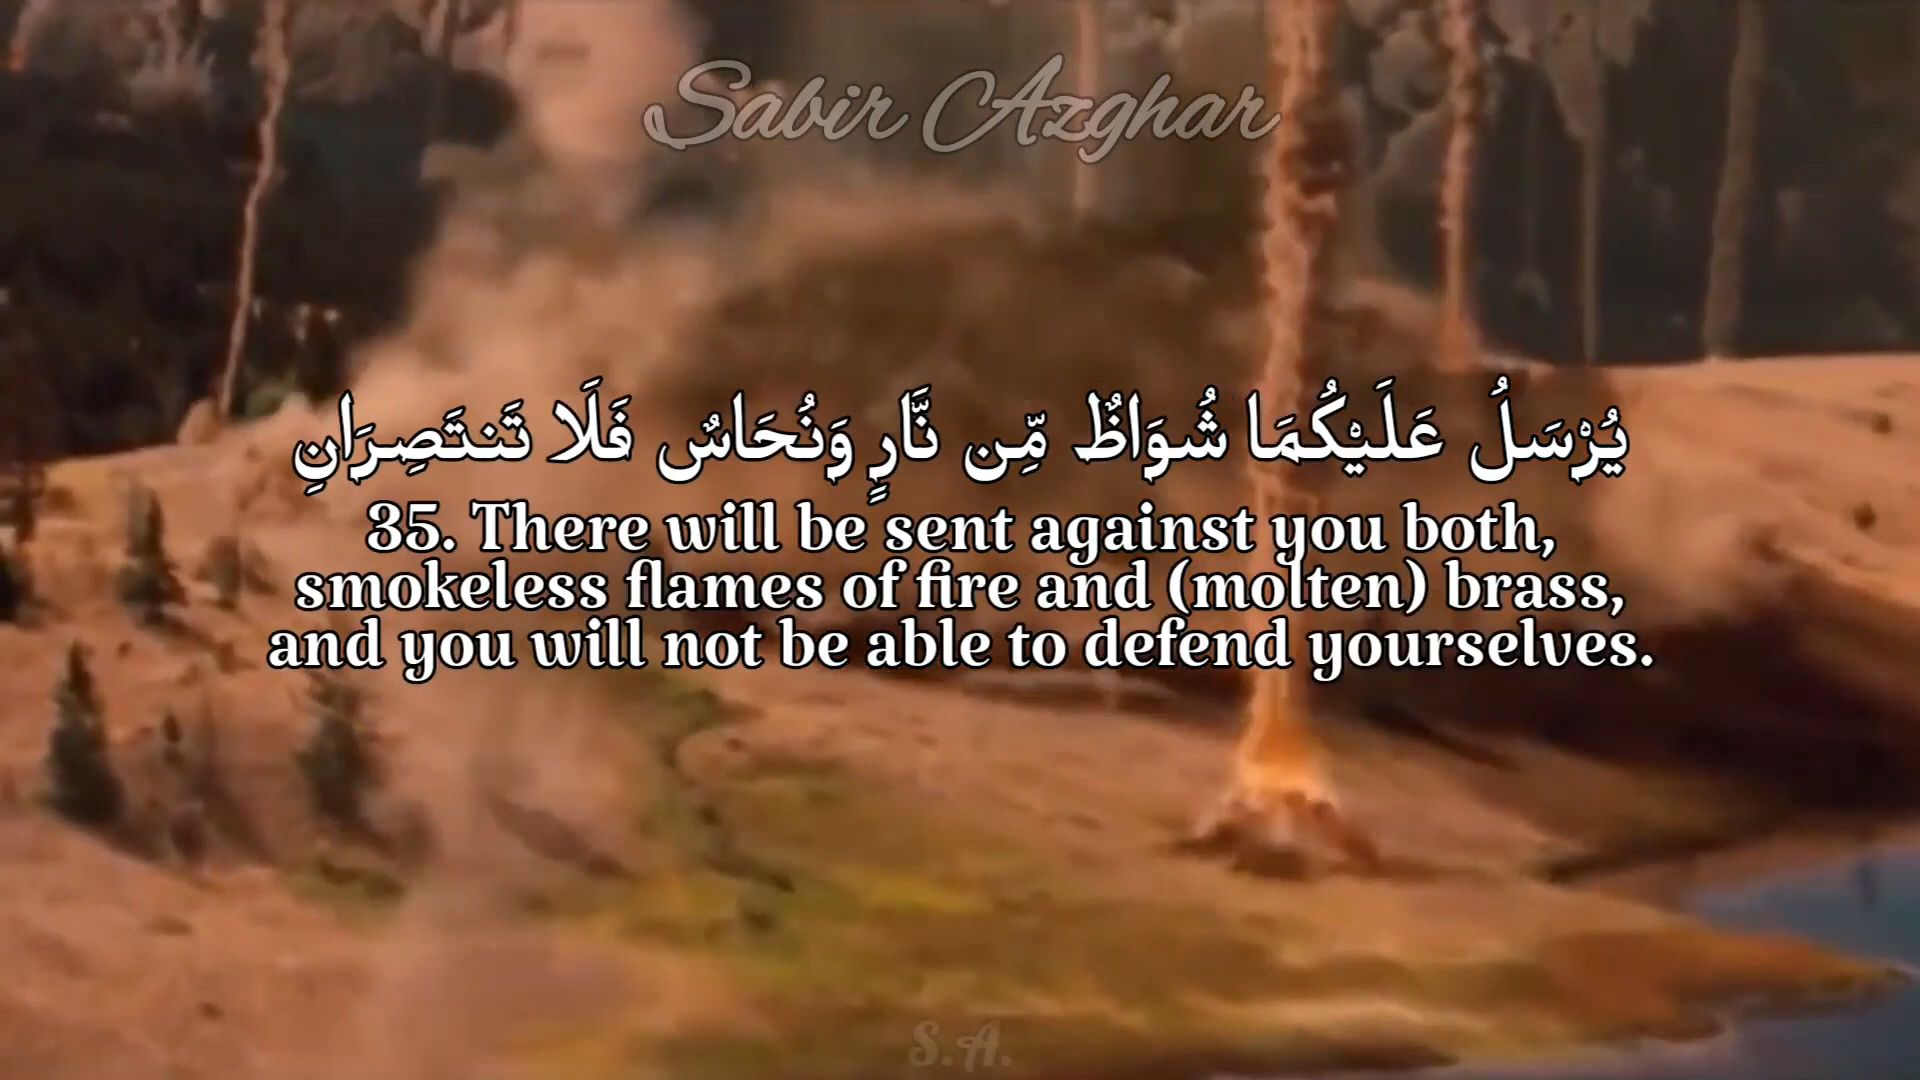 Sabir Azghar
يُرْسَلُ عَلَيْكُمَا شُوَاظٌ مِّن نَّارٍ وَنُحَاسٌ فَلَا تَنتَصِرَانِ
35. There will be sent against you both,
smokeless flames of fire and (molten) brass,
and you will not be able to defend yourselves.
S.A.